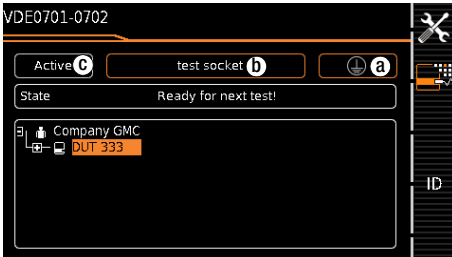 VDE0701-0702
Active c test socket b a
State Ready for next test!
Company GMC
DUT 333
ID